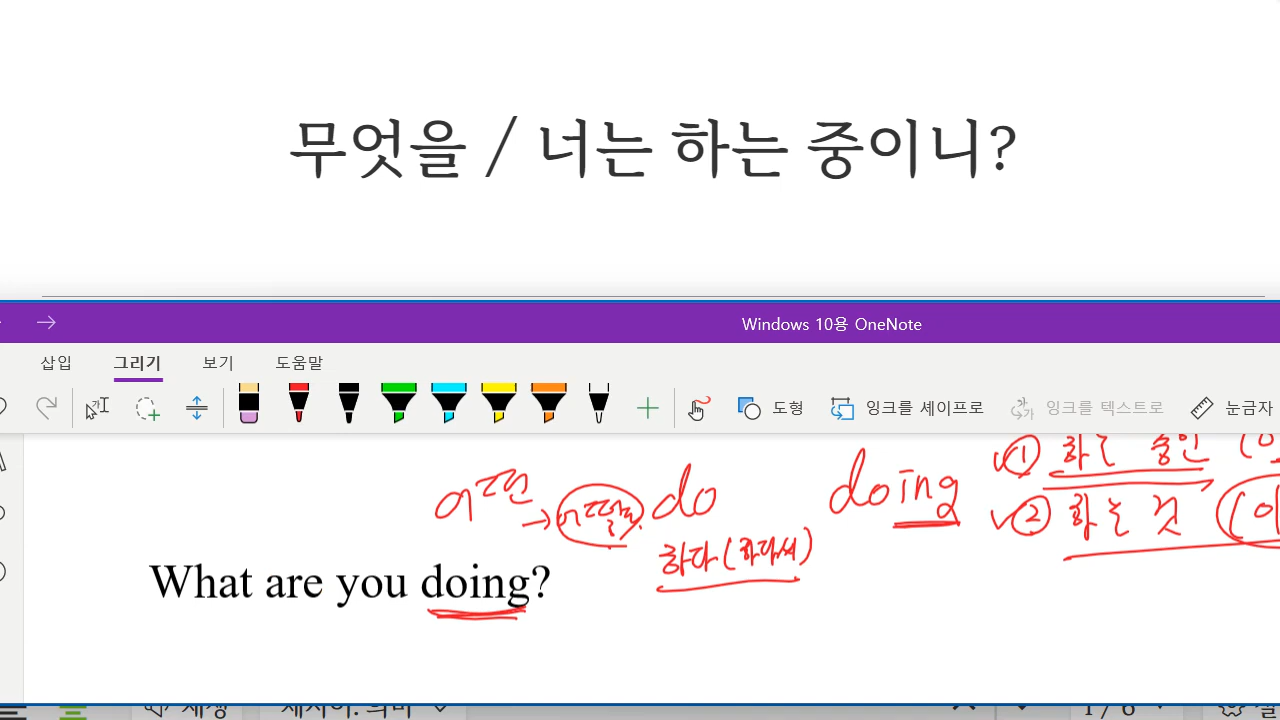 무엇을 / 너는 하는 중이니?
Windows 10용 OneNote
삽입 그리기 보기 도움말
도형 잉크를 셰이프로 잉크를 텍스트로 눈금자
어떤 → do doing ① 하는 중인
② 하는 것
하다 (하다씨)
What are you doing?
재생